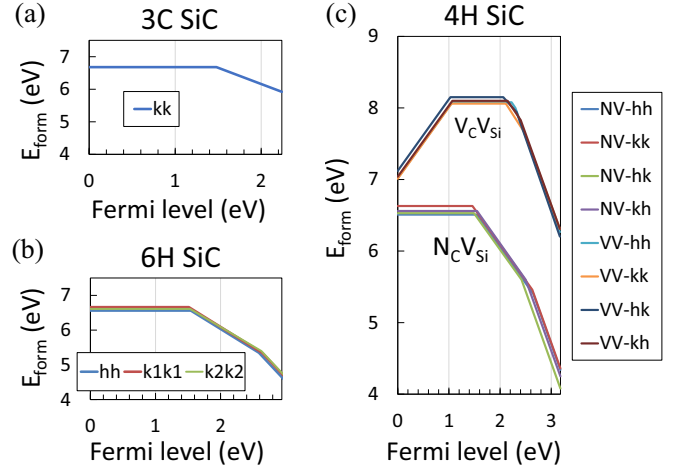 (a)
3C SiC
7
6
5
4
E_form (eV)
kk
0
1
2
Fermi level (eV)
(b)
6H SiC
7
6
5
4
E_form (eV)
hh
k1k1
k2k2
0
1
2
Fermi level (eV)
(c)
4H SiC
9
8
7
6
5
4
E_form (eV)
V_CV_Si
N_CV_Si
0
1
2
3
Fermi level (eV)
NV-hh
NV-kk
NV-hk
NV-kh
VV-hh
VV-kk
VV-hk
VV-kh